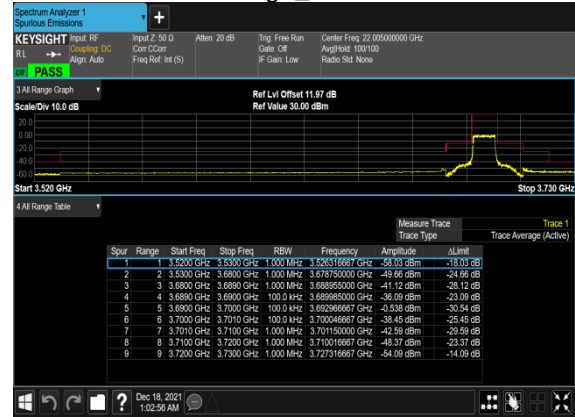 Spectrum Analyzer 1
Spurious Emissions
+
KEYSIGHT Input: RF Input Z: 50 Ω Atten: 20 dB Trig: Free Run Center Freq: 22.005000000 GHz
RL Coupling: DC Corr CCorr Gate: Off Avg|Hold: 100/100
Align: Auto Freq Ref: Int (S) IF Gain: Low Radio Std: None
PASS
3 All Range Graph
Ref Lvl Offset 11.97 dB
Scale/Div 10.0 dB Ref Value 30.00 dBm
20.0
0.00
-20.0
-40.0
-60.0
Start 3.520 GHz Stop 3.730 GHz
4 All Range Table
Measure Trace Trace 1
Trace Type Trace Average (Active)
Spur Range Start Freq Stop Freq RBW Frequency Amplitude ΔLimit
1 1 3.5200 GHz 3.5300 GHz 1.000 MHz 3.526316667 GHz -58.03 dBm -18.03 dB
2 2 3.5300 GHz 3.6800 GHz 1.000 MHz 3.678750000 GHz -49.66 dBm -24.66 dB
3 3 3.6800 GHz 3.6890 GHz 1.000 MHz 3.688955000 GHz -41.12 dBm -28.12 dB
4 4 3.6890 GHz 3.6900 GHz 100.0 kHz 3.689985000 GHz -36.09 dBm -23.09 dB
5 5 3.6900 GHz 3.7000 GHz 100.0 kHz 3.692966667 GHz -0.538 dBm -30.54 dB
6 6 3.7000 GHz 3.7010 GHz 100.0 kHz 3.700046667 GHz -38.45 dBm -25.45 dB
7 7 3.7010 GHz 3.7100 GHz 1.000 MHz 3.701150000 GHz -42.59 dBm -29.59 dB
8 8 3.7100 GHz 3.7200 GHz 1.000 MHz 3.710016667 GHz -48.37 dBm -23.37 dB
9 9 3.7200 GHz 3.7300 GHz 1.000 MHz 3.727316667 GHz -54.09 dBm -14.09 dB
? Dec 18, 2021
1:02:56 AM